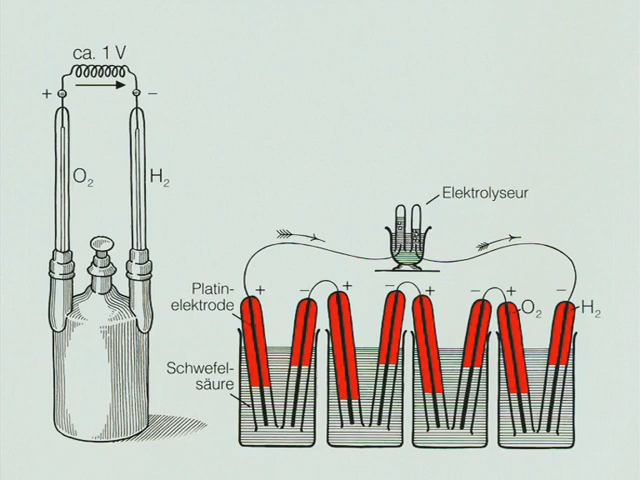 ca. 1 V
+ −
O₂ H₂
Elektrolyseur
Platin-
elektrode
+ − + − + − + −
O₂ H₂
Schwefel-
säure